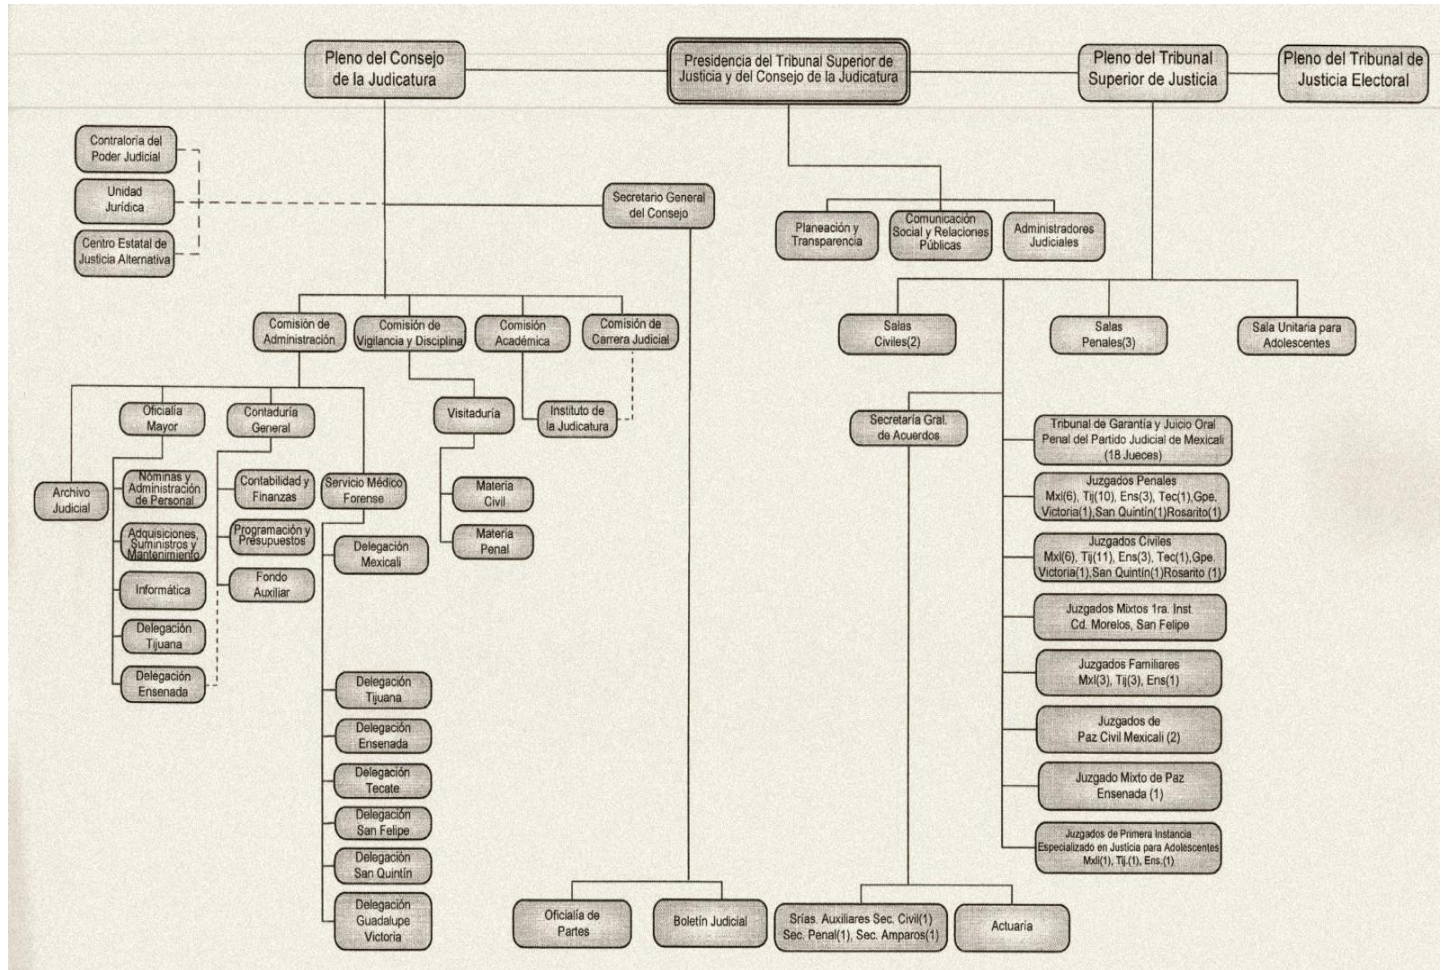 Pleno del Consejo
de la Judicatura
Presidencia del Tribunal Superior de
Justicia y del Consejo de la Judicatura
Pleno del Tribunal
Superior de Justicia
Pleno del Tribunal de
Justicia Electoral
Contraloría del
Poder Judicial
Unidad
Jurídica
Centro Estatal de
Justicia Alternativa
Secretario General
del Consejo
Planeación y
Transparencia
Comunicación
Social y Relaciones
Públicas
Administradores
Judiciales
Comisión de
Administración
Comisión de
Vigilancia y Disciplina
Comisión
Académica
Comisión de
Carrera Judicial
Salas
Civiles(2)
Salas
Penales(3)
Sala Unitaria para
Adolescentes
Oficialía
Mayor
Contaduría
General
Visitaduría
Instituto de
la Judicatura
Secretaría Gral.
de Acuerdos
Archivo
Judicial
Nóminas y
Administración
de Personal
Adquisiciones,
Suministros y
Mantenimiento
Informática
Delegación
Tijuana
Delegación
Ensenada
Contabilidad y
Finanzas
Programación y
Presupuestos
Fondo
Auxiliar
Servicio Médico
Forense
Delegación
Mexicali
Delegación
Tijuana
Delegación
Ensenada
Delegación
Tecate
Delegación
San Felipe
Delegación
San Quintín
Delegación
Guadalupe
Victoria
Materia
Civil
Materia
Penal
Tribunal de Garantía y Juicio Oral
Penal del Partido Judicial de Mexicali
(18 Jueces)
Juzgados Penales
Mxl(6), Tij(10), Ens(3), Tec(1),Gpe.
Victoria(1),San Quintín(1)Rosarito(1)
Juzgados Civiles
Mxl(6), Tij(11), Ens(3), Tec(1),Gpe.
Victoria(1),San Quintín(1)Rosarito (1)
Juzgados Mixtos 1ra. Inst.
Cd. Morelos, San Felipe
Juzgados Familiares
Mxl(3), Tij(3), Ens(1)
Juzgados de
Paz Civil Mexicali (2)
Juzgado Mixto de Paz
Ensenada (1)
Juzgados de Primera Instancia
Especializado en Justicia para Adolescentes
Mxli(1), Tij.(1), Ens.(1)
Oficialía de
Partes
Boletín Judicial
Srías. Auxiliares Sec. Civil(1)
Sec. Penal(1), Sec. Amparos(1)
Actuaría